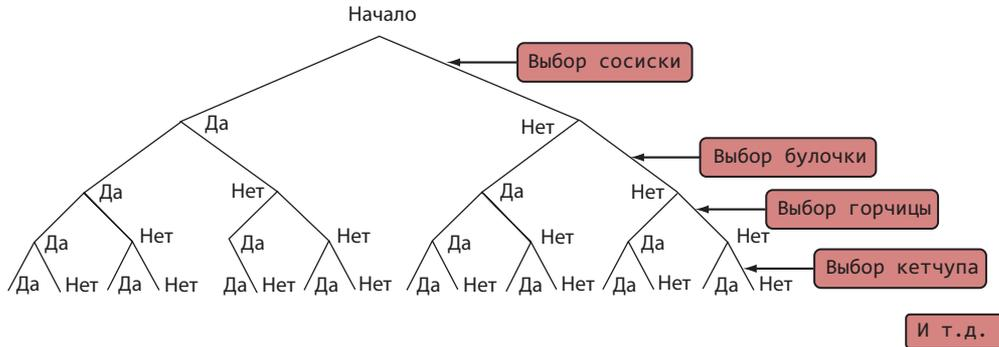 Начало
Выбор сосиски
Да
Нет
Выбор булочки
Да
Нет
Да
Нет
Выбор горчицы
Да
Нет
Да
Нет
Да
Нет
Да
Нет
Выбор кетчупа
Да Нет Да Нет Да Нет Да Нет Да Нет Да Нет Да Нет Да Нет
И т.д.